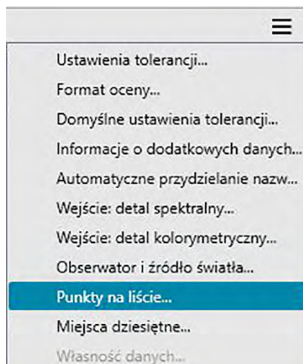 Ustawienia tolerancji...
Format oceny...
Domyślne ustawienia tolerancji...
Informacje o dodatkowych danych...
Automatyczne przydzielanie nazw...
Wejście: detal spektralny...
Wejście: detal kolorymetryczny...
Obserwator i źródło światła...
Punkty na liście...
Miejsca dziesiętne...
Własność danych...